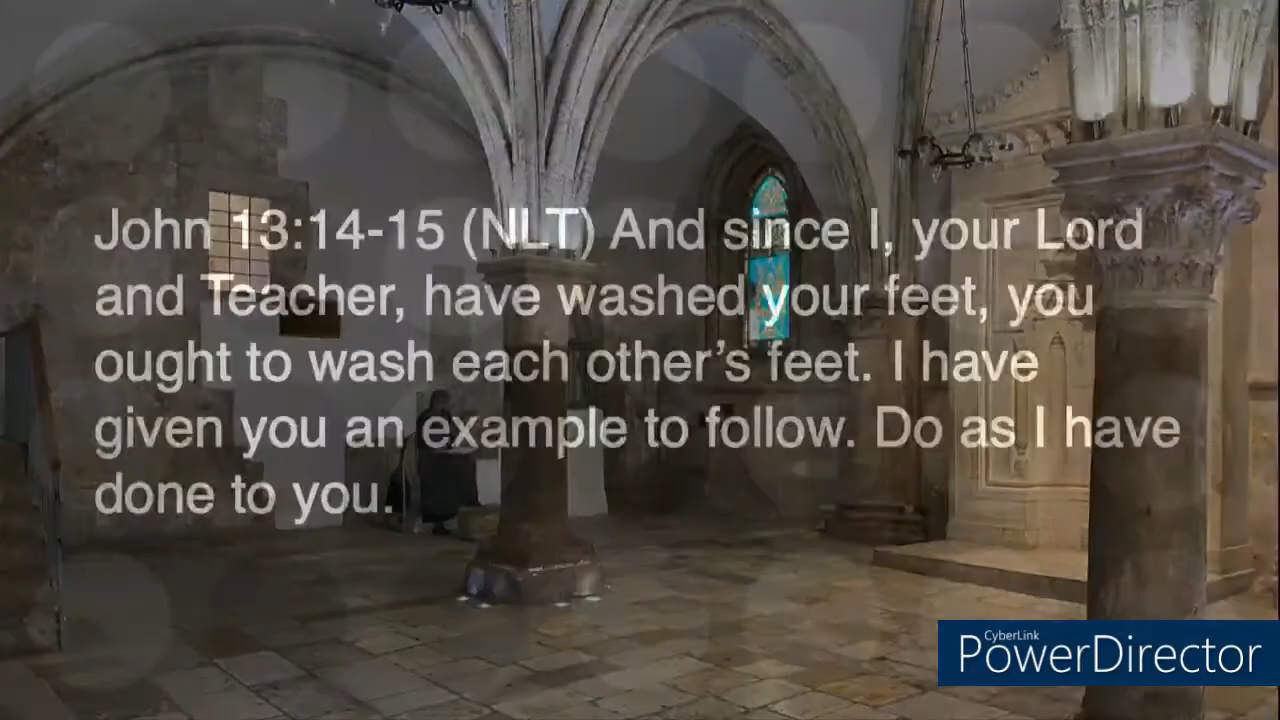 John 13:14-15 (NLT) And since I, your Lord
and Teacher, have washed your feet, you
ought to wash each other’s feet. I have
given you an example to follow. Do as I have
done to you.
CyberLink
PowerDirector